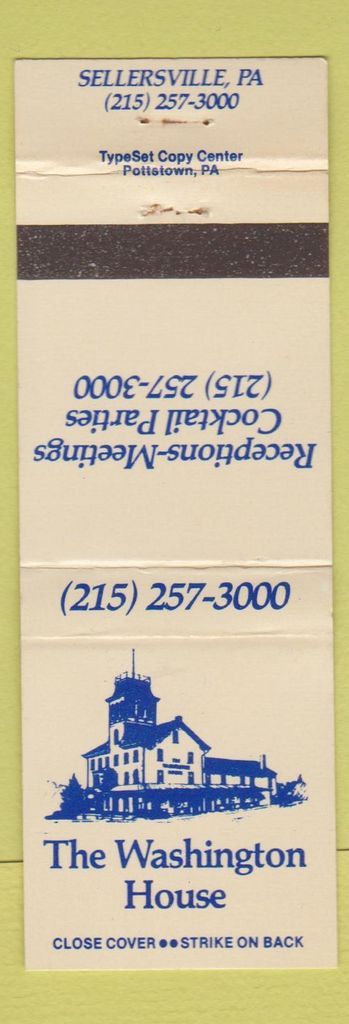 SELLERSVILLE, PA
(215) 257-3000
TypeSet Copy Center
Pottstown, PA
Receptions-Meetings
Cocktail Parties
(215) 257-3000
(215) 257-3000
The Washington
House
CLOSE COVER●●STRIKE ON BACK